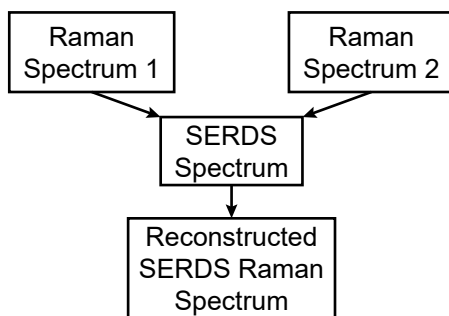 Raman
Spectrum 1
Raman
Spectrum 2
SERDS
Spectrum
Reconstructed
SERDS Raman
Spectrum